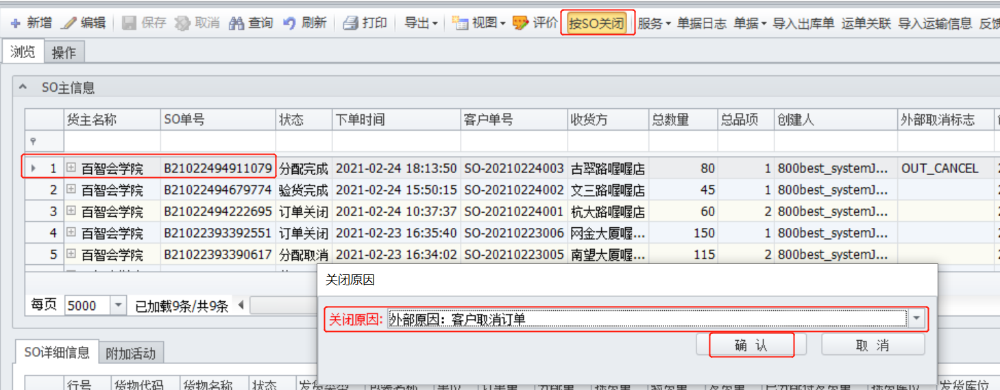 新增 编辑 保存 取消 查询 刷新 打印 导出 视图 评价 按SO关闭 服务 单据日志 单据 导入出库单 运单关联 导入运输信息
浏览 操作
SO主信息
货主名称 SO单号 状态 下单时间 客户单号 收货方 总数量 总品项 创建人 外部取消标志
1 百智会学院 B21022494911079 分配完成 2021-02-24 18:13:50 SO-20210224003 古翠路喔喔店 80 1 800best_systemJ... OUT_CANCEL
2 百智会学院 B21022494679774 验货完成 2021-02-24 15:50:15 SO-20210224002 文三路喔喔店 45 1 800best_systemJ...
3 百智会学院 B21022494222695 订单关闭 2021-02-24 10:37:37 SO-20210224001 杭大路喔喔店 60 2 800best_systemJ...
4 百智会学院 B21022393392551 订单关闭 2021-02-23 16:35:40 SO-20210223006 网金大厦喔... 150 1 800best_systemJ...
5 百智会学院 B21022393390617 分配取消 2021-02-23 16:34:02 SO-20210223005 南望大厦喔... 115 2 800best_systemJ...
关闭原因
每页 5000 已加载9条/共9条
关闭原因: 外部原因：客户取消订单
确 认 取 消
SO详细信息 附加活动
行号 货物代码 货物名称 状态